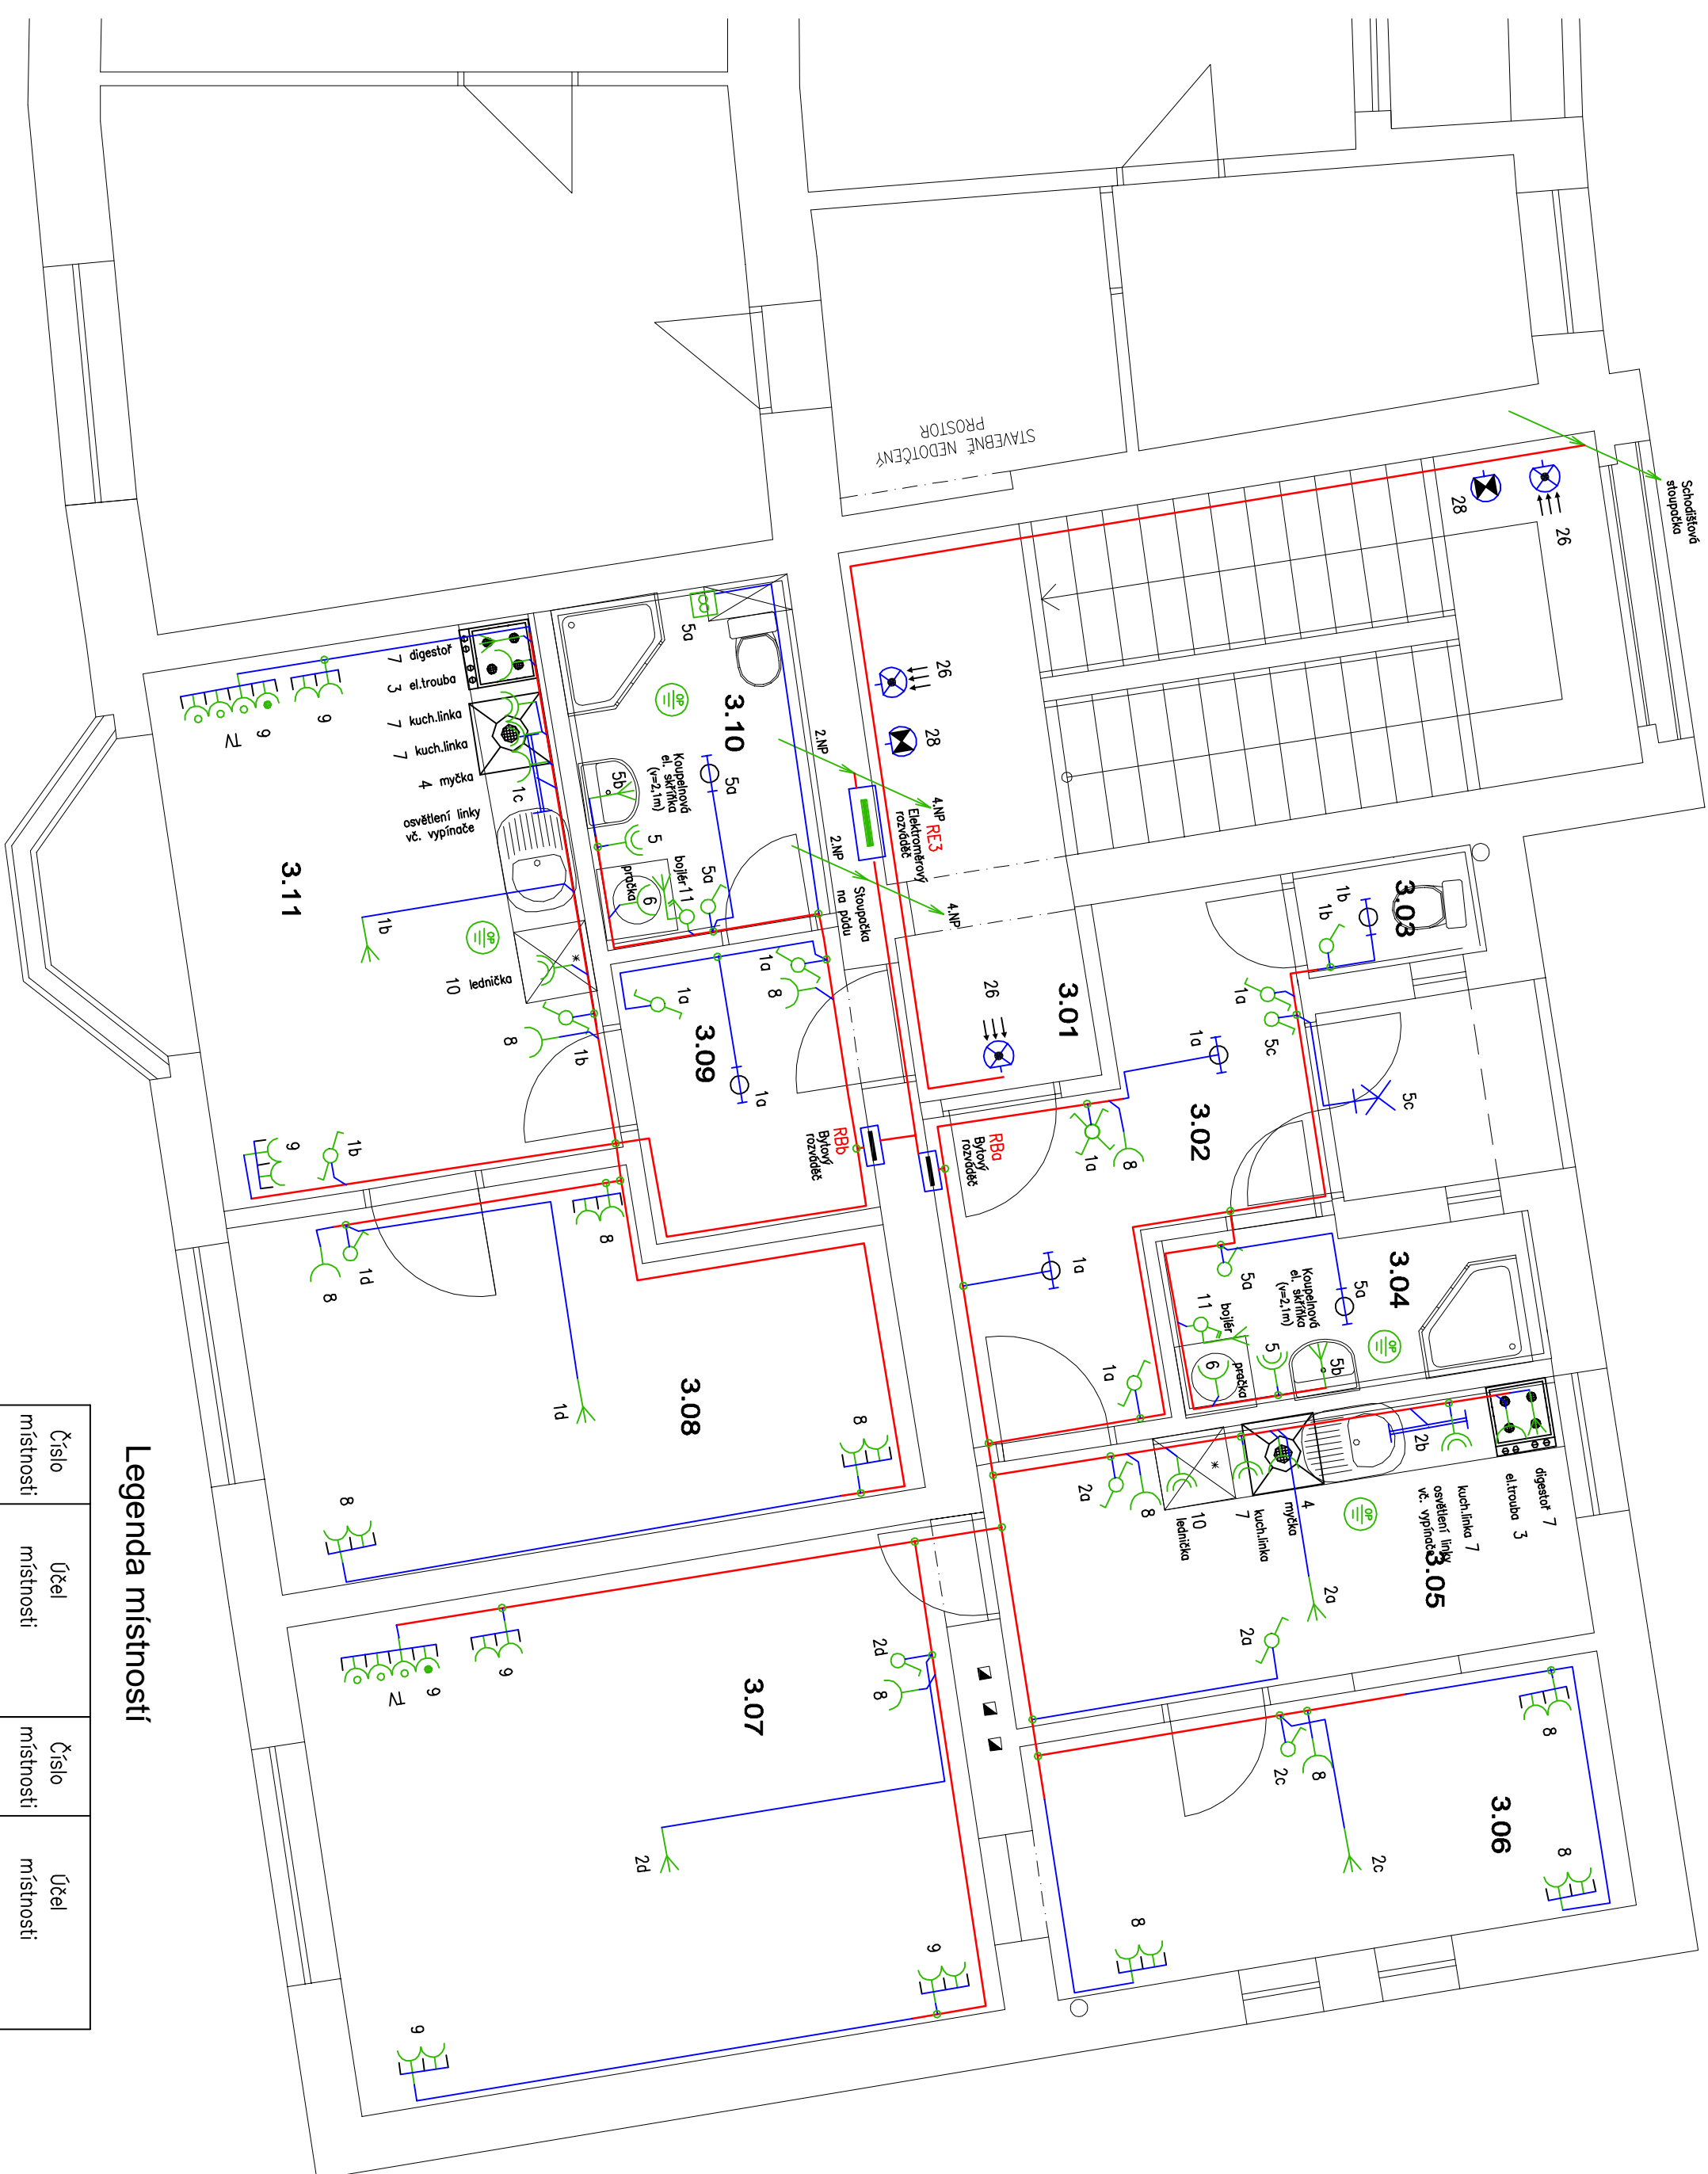 Schodišťová
stoupačka
26
28
STAVEBNĚ NEDOTČENÝ
PROSTOR
26
28
4.NP
RE3
Elektroměrový
rozváděč
2.NP
2.NP
4.NP
Stoupačka
na půdu
26
3.01
3.03
1b
1b
1a
5c
5c
1a
3.02
1a
8
RBa
Bytový
rozváděč
RBb
Bytový
rozváděč
1a
1a
3.04
5a
5a
Koupelnová
el. skříňka
(v=2,1m)
OP
bojlér
11
5
5b
6
pračka
digestoř 7
el.trouba 3
kuch.linka 7
osvětlení linky
vč. vypínače
2b
OP
4
myčka
kuch.linka
7
10
lednička
8
2a
3.05
2a
2a
3.06
8
8
8
8
2c
2c
3.07
2d
8
2d
9
9
TV
9
9
3.08
8
8
8
8
1d
1d
3.09
1a
8
1a
1a
3.10
5a
5a
OP
Koupelnová
el. skříňka
(v=2,1m)
5b
5
5a
bojlér
11
pračka
6
3.11
7 digestoř
3 el.trouba
7 kuch.linka
7 kuch.linka
4 myčka
1c
osvětlení linky
vč. vypínače
OP
10 lednička
1b
1b
8
1b
9
9
9
TV
Legenda místností
Číslo
místnosti
Účel
místnosti
Číslo
místnosti
Účel
místnosti